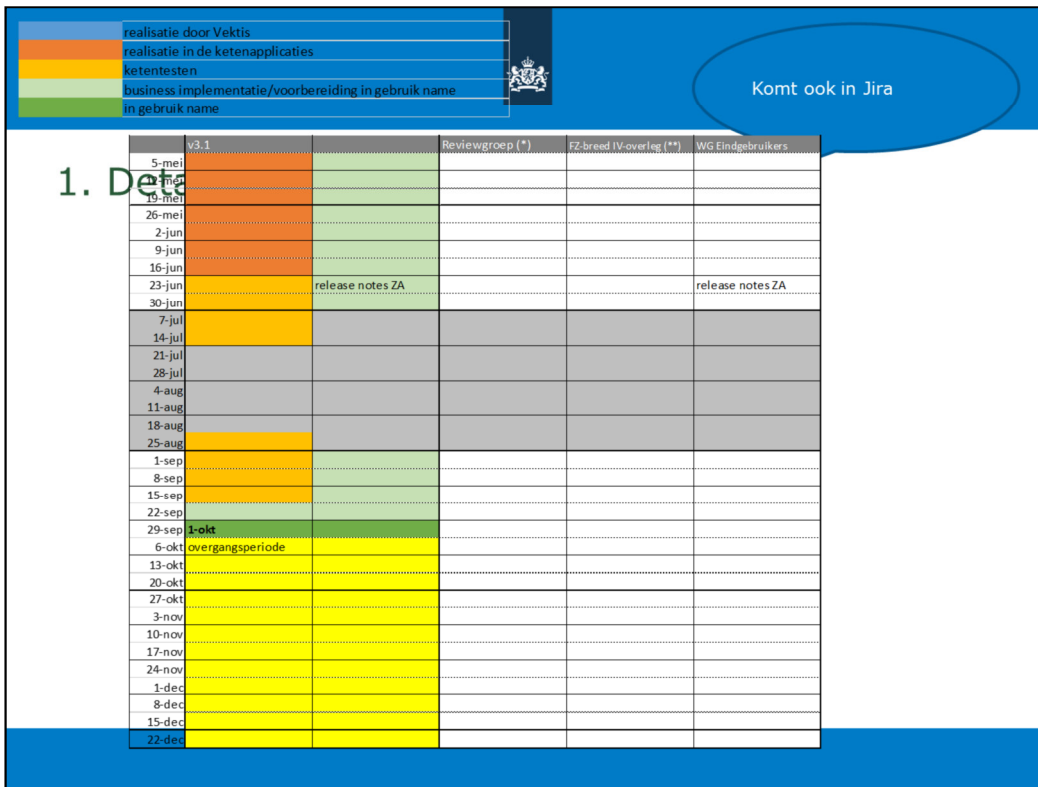 realisatie door Vektis
realisatie in de ketenapplicaties
ketentesten
business implementatie/voorbereiding in gebruik name
in gebruik name
Komt ook in Jira
1. Deta
v3.1 Reviewgroep (*) FZ-breed IV-overleg (**) WG Eindgebruikers
5-mei
12-mei
19-mei
26-mei
2-jun
9-jun
16-jun
23-jun release notes ZA release notes ZA
30-jun
7-jul
14-jul
21-jul
28-jul
4-aug
11-aug
18-aug
25-aug
1-sep
8-sep
15-sep
22-sep
29-sep 1-okt
6-okt overgangsperiode
13-okt
20-okt
27-okt
3-nov
10-nov
17-nov
24-nov
1-dec
8-dec
15-dec
22-dec